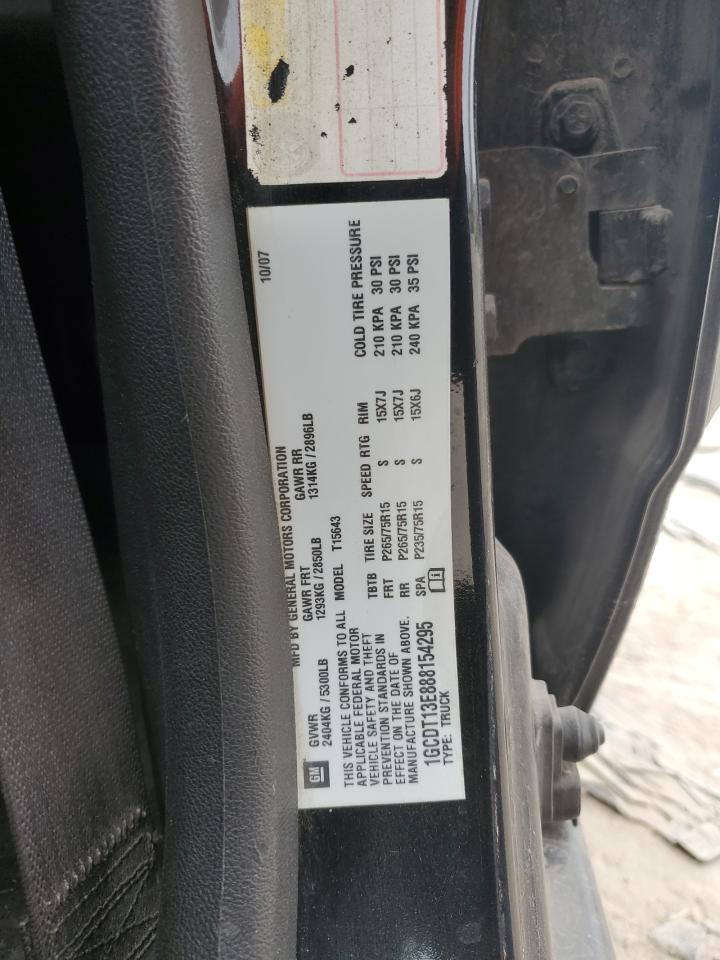 10/07
MFD BY GENERAL MOTORS CORPORATION
GM
GVWR GAWR FRT GAWR RR
2404KG / 5300LB 1293KG / 2850LB 1314KG / 2896LB
THIS VEHICLE CONFORMS TO ALL
APPLICABLE FEDERAL MOTOR
VEHICLE SAFETY AND THEFT
PREVENTION STANDARDS IN
EFFECT ON THE DATE OF
MANUFACTURE SHOWN ABOVE.
1GCDT13E888154295
TYPE: TRUCK
MODEL T15643
TBTB TIRE SIZE SPEED RTG RIM COLD TIRE PRESSURE
FRT P265/75R15 S 15X7J 210 KPA 30 PSI
RR P265/75R15 S 15X7J 210 KPA 30 PSI
SPA P235/75R15 S 15X6J 240 KPA 35 PSI